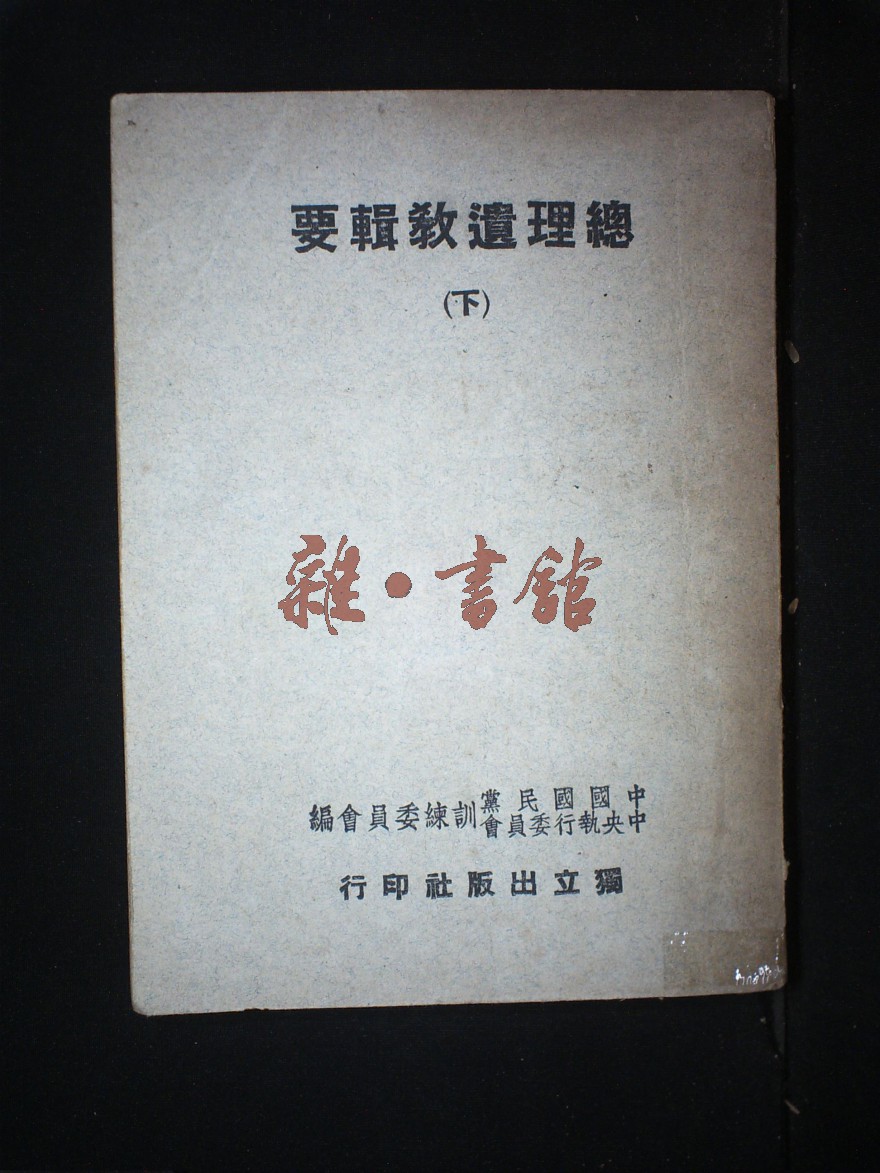 總理遺教輯要
(下)
雜·書館
中國國民黨
中央執行委員會訓練委員會編
獨立出版社印行